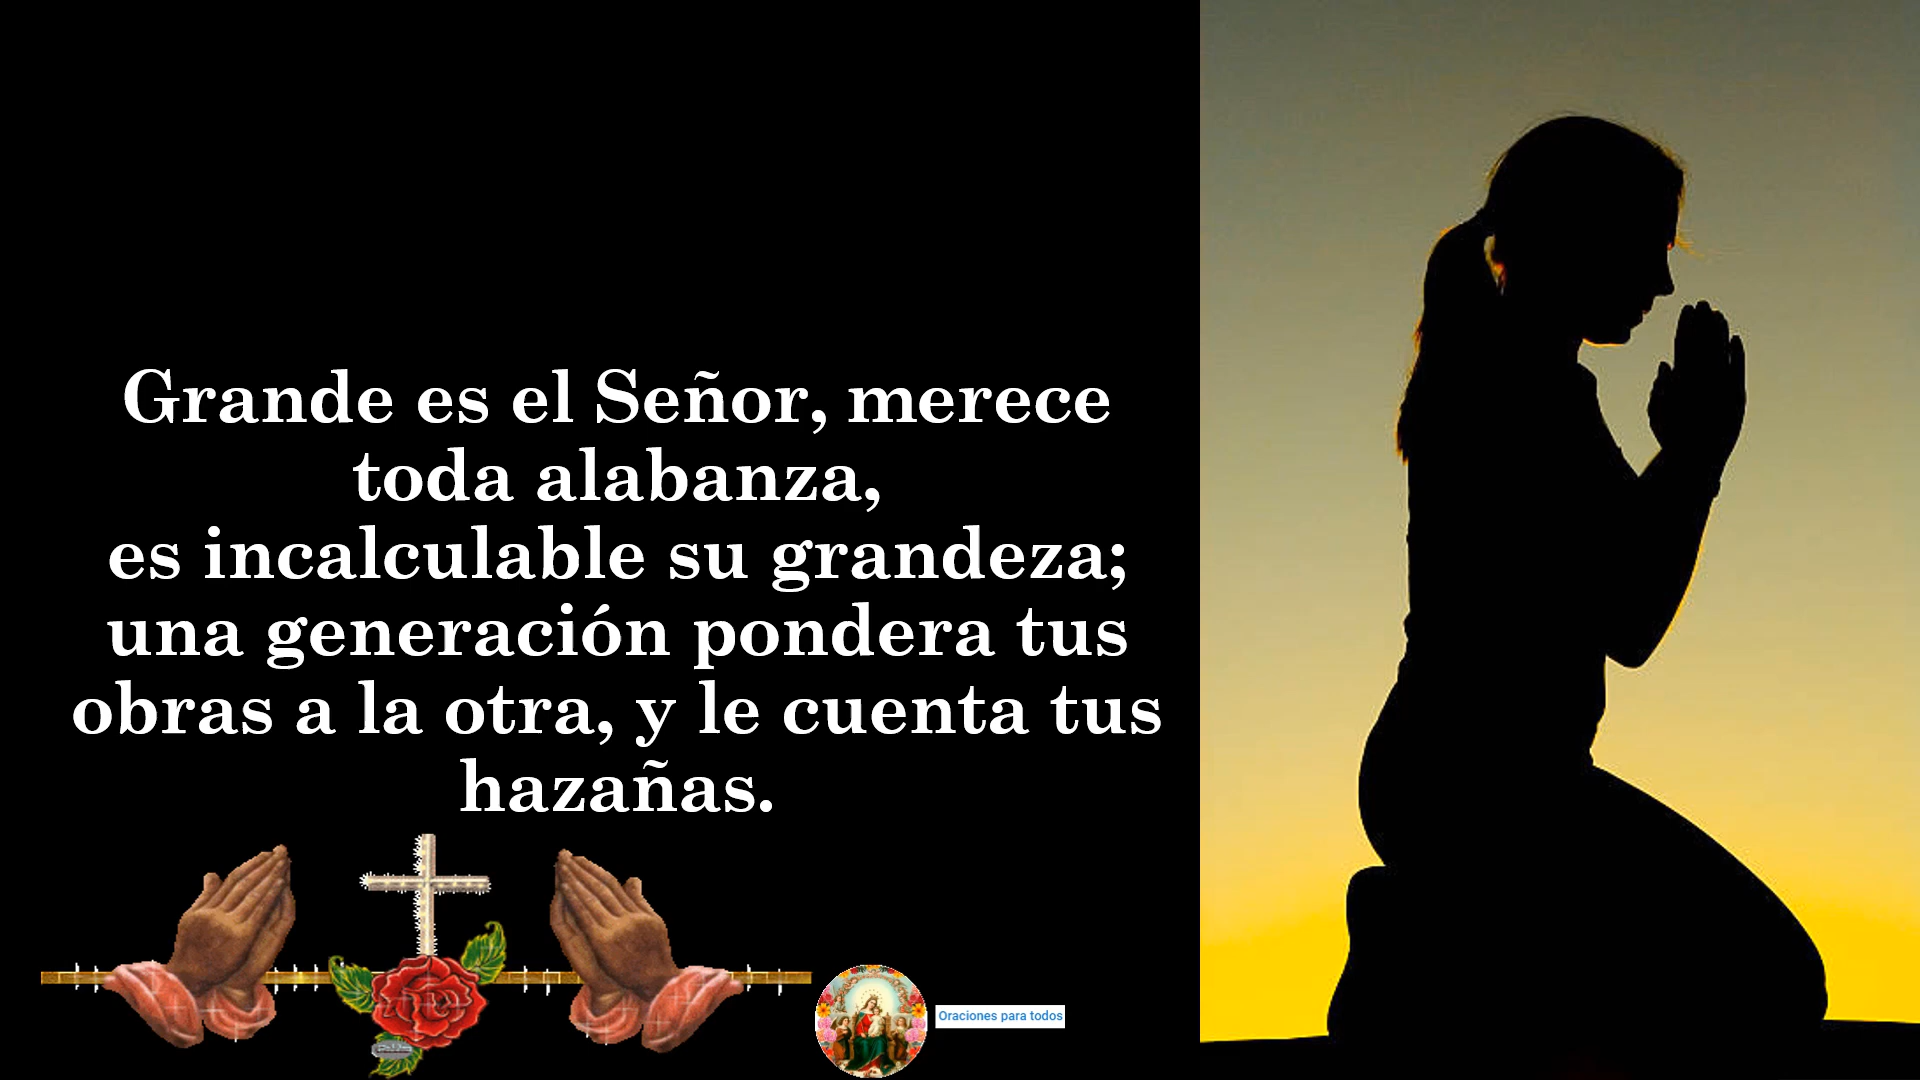 Grande es el Señor, merece
toda alabanza,
es incalculable su grandeza;
una generación pondera tus
obras a la otra, y le cuenta tus
hazañas.
Oraciones para todos